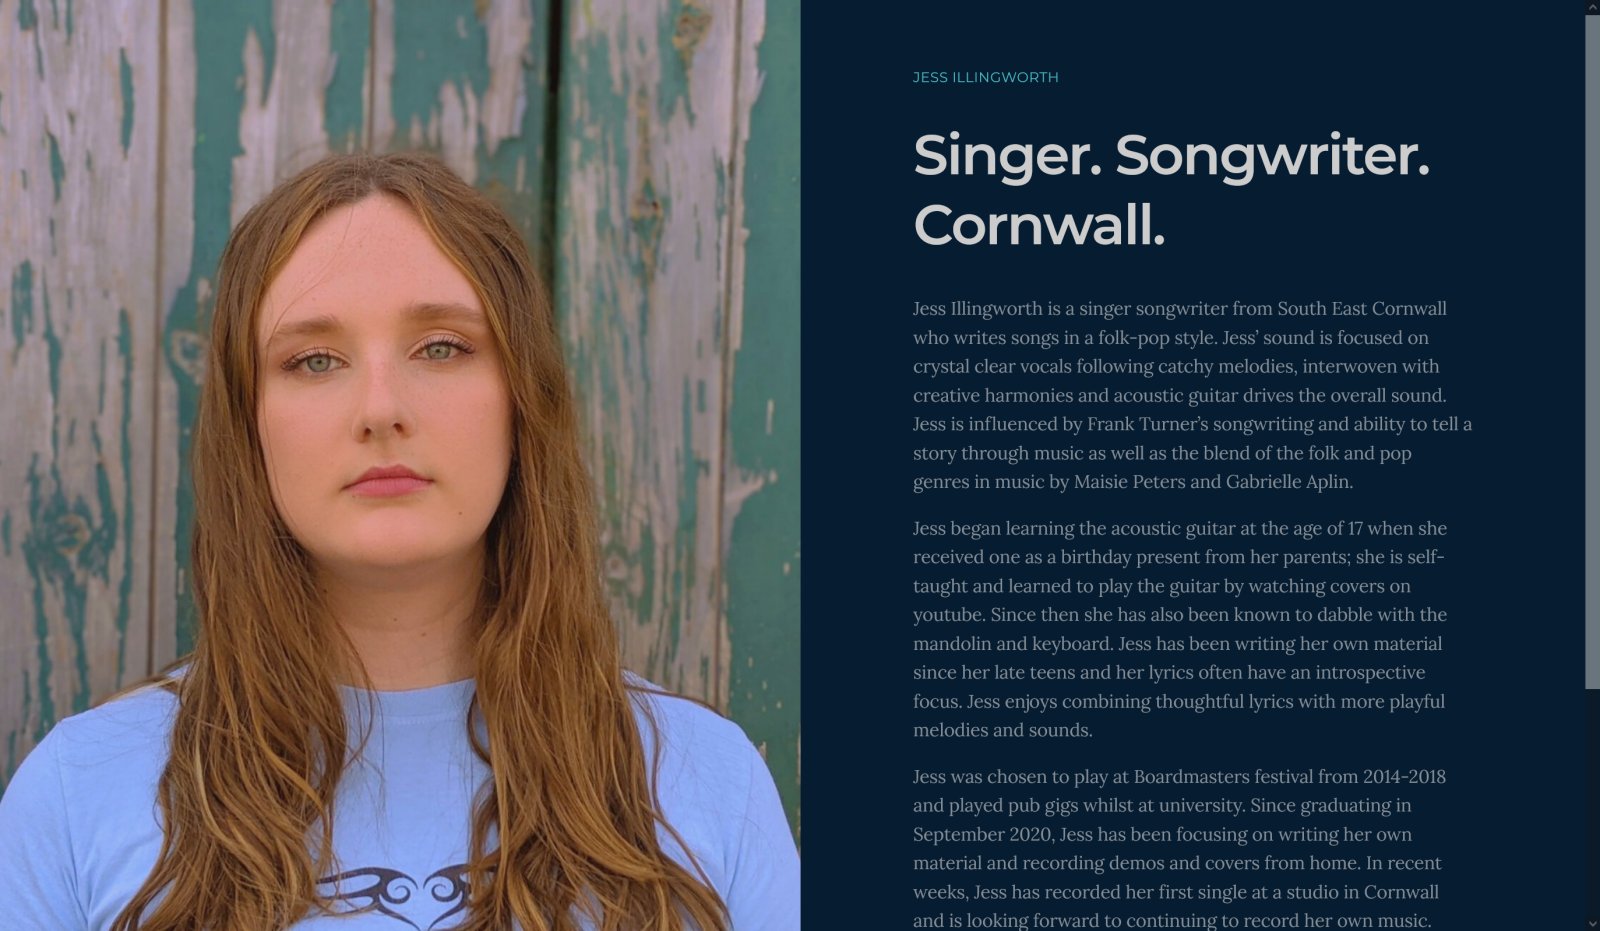 JESS ILLINGWORTH
Singer. Songwriter.
Cornwall.
Jess Illingworth is a singer songwriter from South East Cornwall
who writes songs in a folk-pop style. Jess’ sound is focused on
crystal clear vocals following catchy melodies, interwoven with
creative harmonies and acoustic guitar drives the overall sound.
Jess is influenced by Frank Turner’s songwriting and ability to tell a
story through music as well as the blend of the folk and pop
genres in music by Maisie Peters and Gabrielle Aplin.
Jess began learning the acoustic guitar at the age of 17 when she
received one as a birthday present from her parents; she is self-
taught and learned to play the guitar by watching covers on
youtube. Since then she has also been known to dabble with the
mandolin and keyboard. Jess has been writing her own material
since her late teens and her lyrics often have an introspective
focus. Jess enjoys combining thoughtful lyrics with more playful
melodies and sounds.
Jess was chosen to play at Boardmasters festival from 2014-2018
and played pub gigs whilst at university. Since graduating in
September 2020, Jess has been focusing on writing her own
material and recording demos and covers from home. In recent
weeks, Jess has recorded her first single at a studio in Cornwall
and is looking forward to continuing to record her own music.